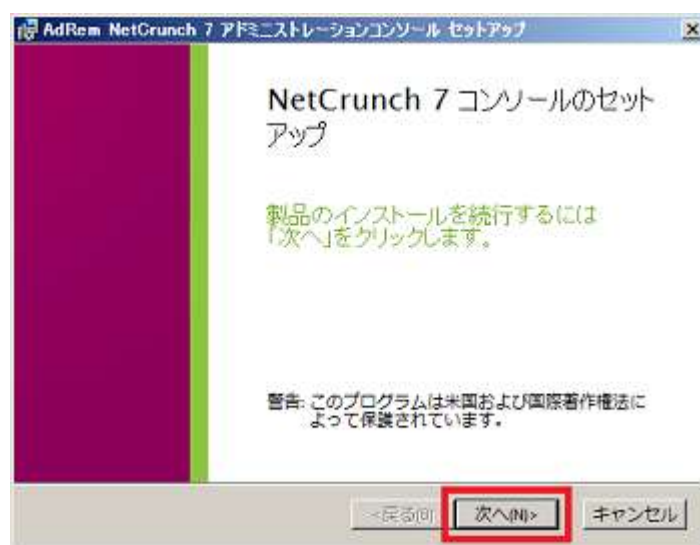 AdRem NetCrunch 7 アドミニストレーションコンソール セットアップ
NetCrunch 7 コンソールのセット
アップ
製品のインストールを続行するには
「次へ」をクリックします。
警告: このプログラムは米国および国際著作権法に
よって保護されています。
<戻る(B) 次へ(N)> キャンセル